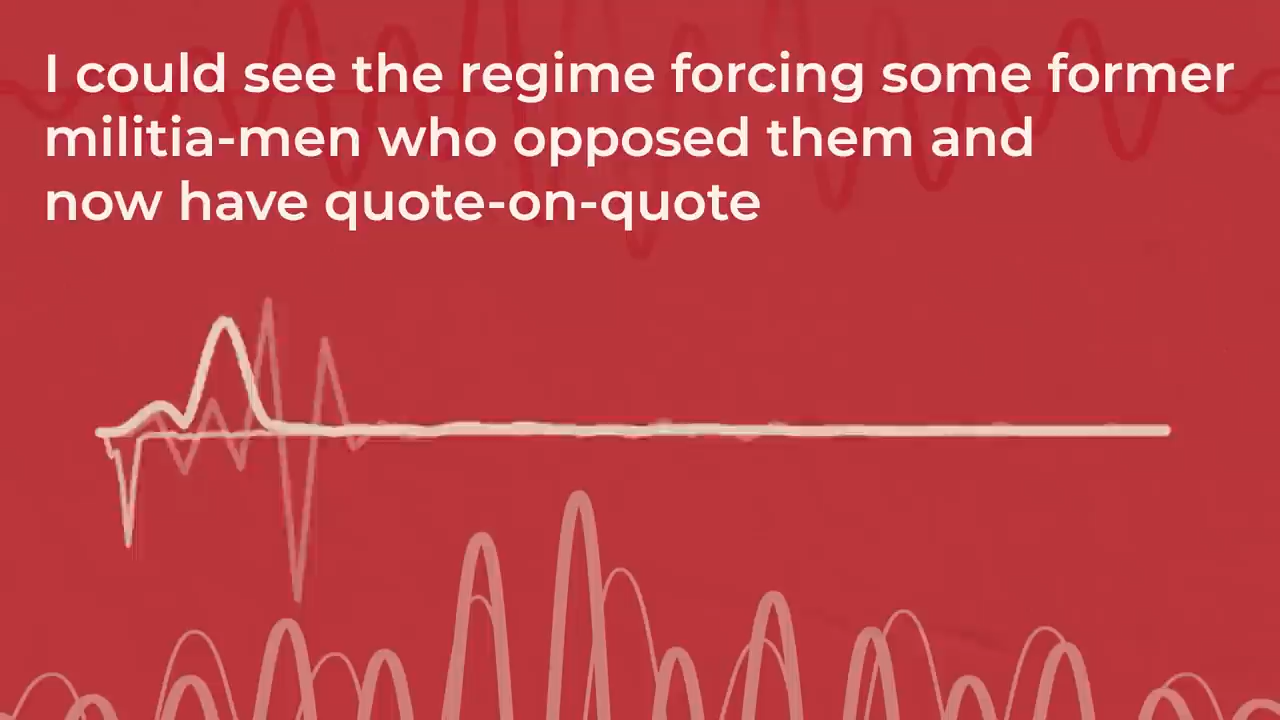 I could see the regime forcing some former
militia-men who opposed them and
now have quote-on-quote